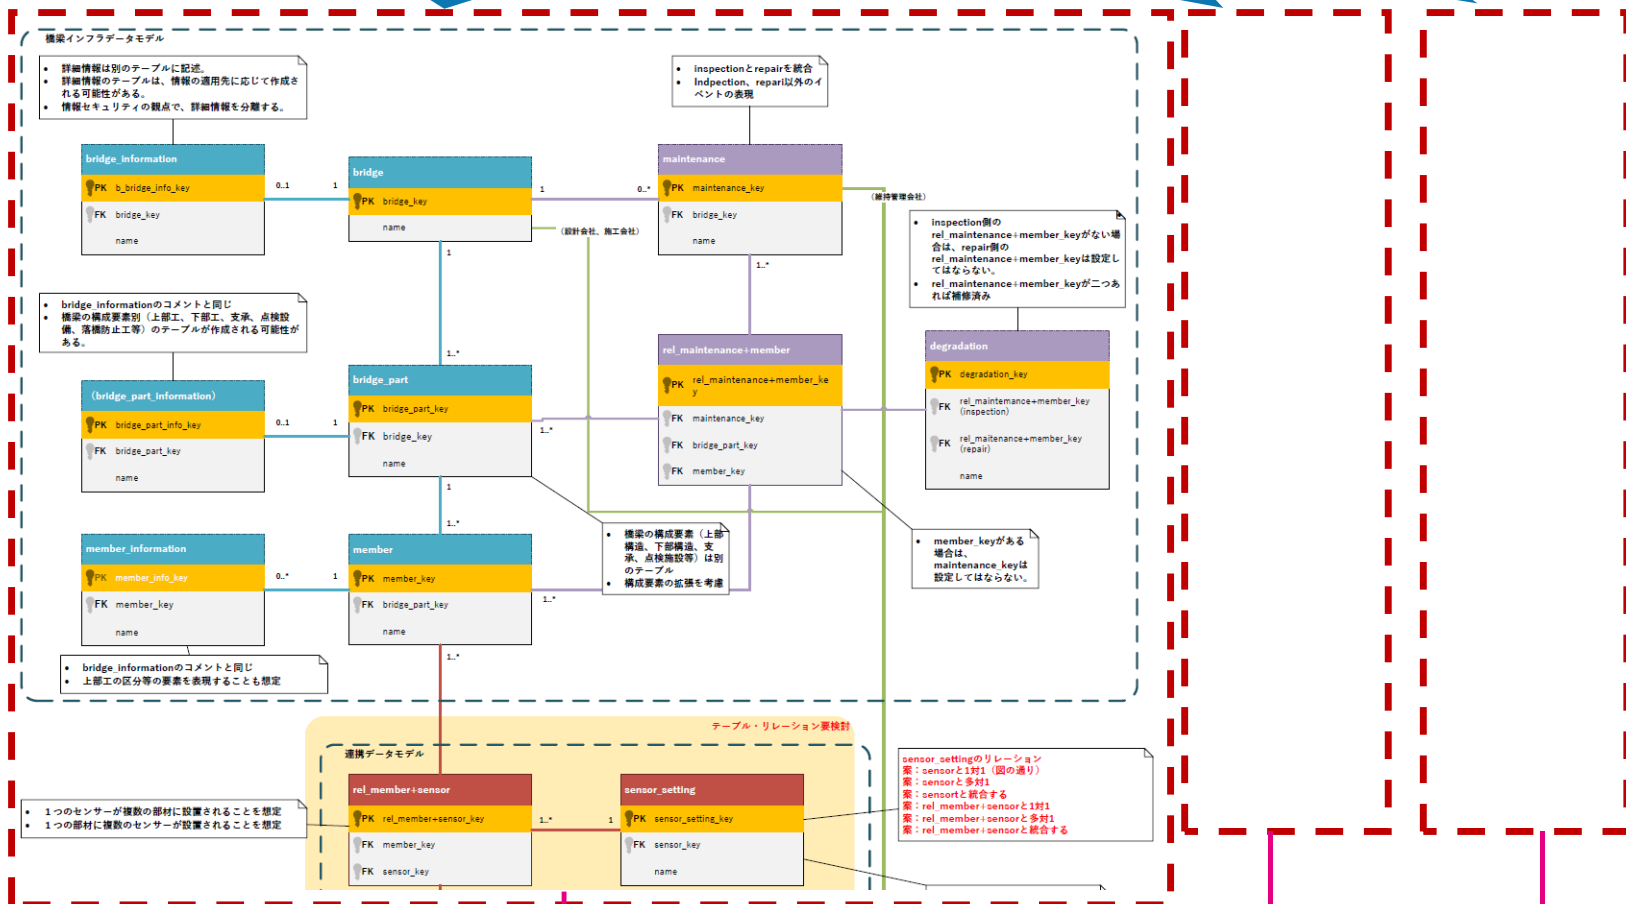 橋梁インフラデータモデル
• 詳細情報は別のテーブルに記述。
• 詳細情報のテーブルは、情報の適用先に応じて作成さ
れる可能性がある。
• 情報セキュリティの観点で、詳細情報を分離する。
• inspectionとrepairを統合
• Indpection、repari以外のイ
ベントの表現
bridge_information
PK b_bridge_info_key
FK bridge_key
name
0..1
1
bridge
PK bridge_key
name
1
0..*
maintenance
PK maintenance_key
FK bridge_key
name
（維持管理会社）
（設計会社、施工会社）
• inspection側の
rel_maintenance+member_keyがない場
合は、repair側の
rel_maintenance+member_keyは設定し
てはならない。
• rel_maintenance+member_keyが二つあ
れば補修済み
1
1..*
1..*
• bridge_informationのコメントと同じ
• 橋梁の構成要素別（上部工、下部工、支承、点検設
備、落橋防止工等）のテーブルが作成される可能性が
ある。
（bridge_part_information）
PK bridge_part_info_key
FK bridge_part_key
name
0..1
1
bridge_part
PK bridge_part_key
FK bridge_key
name
1..*
rel_maintenance+member
PK rel_maintenance+member_ke
y
FK maintenance_key
FK bridge_part_key
FK member_key
degradation
PK degradation_key
FK rel_maintemance+member_key
(inspection)
FK rel_maitenance+member_key
(repair)
name
1
1..*
• 橋梁の構成要素（上部
構造、下部構造、支
承、点検施設等）は別
のテーブル
• 構成要素の拡張を考慮
• member_keyがある
場合は、
maintenance_keyは
設定してはならない。
member_information
PK member_info_key
FK member_key
name
0..*
1
member
PK member_key
FK bridge_part_key
name
1..*
1..*
• bridge_informationのコメントと同じ
• 上部工の区分等の要素を表現することも想定
テーブル・リレーション要検討
連携データモデル
• １つのセンサーが複数の部材に設置されることを想定
• １つの部材に複数のセンサーが設置されることを想定
rel_member+sensor
PK rel_member+sensor_key
FK member_key
FK sensor_key
1..*
1
sensor_setting
PK sensor_setting_key
FK sensor_key
name
sensor_settingのリレーション
案：sensorと1対1（図の通り）
案：sensorと多対1
案：sensortと統合する
案：rel_member+sensorと1対1
案：rel_member+sensorと多対1
案：rel_member+sensorと統合する